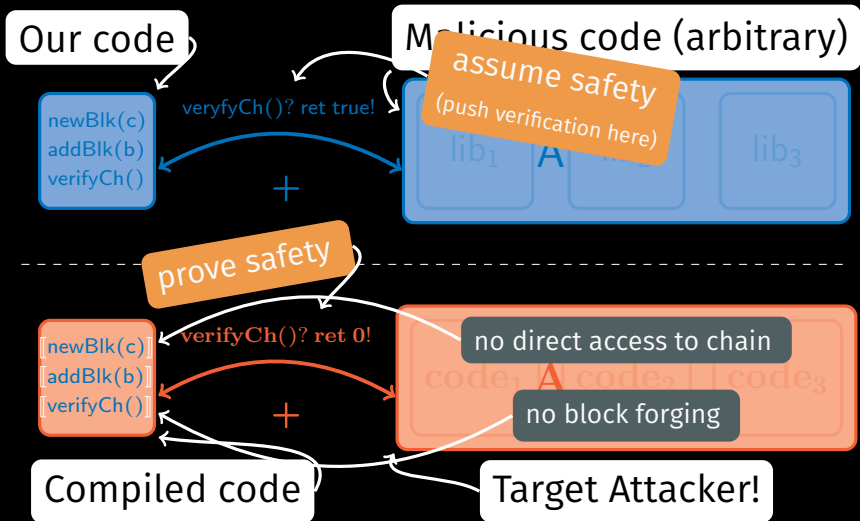 Our code
Malicious code (arbitrary)
assume safety
(push verification here)
newBlk(c)
addBlk(b)
verifyCh()
veryfyCh()? ret true!
+
lib₁
A
lib₃
prove safety
⟦newBlk(c)⟧
⟦addBlk(b)⟧
⟦verifyCh()⟧
verifyCh()? ret 0!
+
no direct access to chain
code₁ A code₂ code₃
no block forging
Compiled code
Target Attacker!